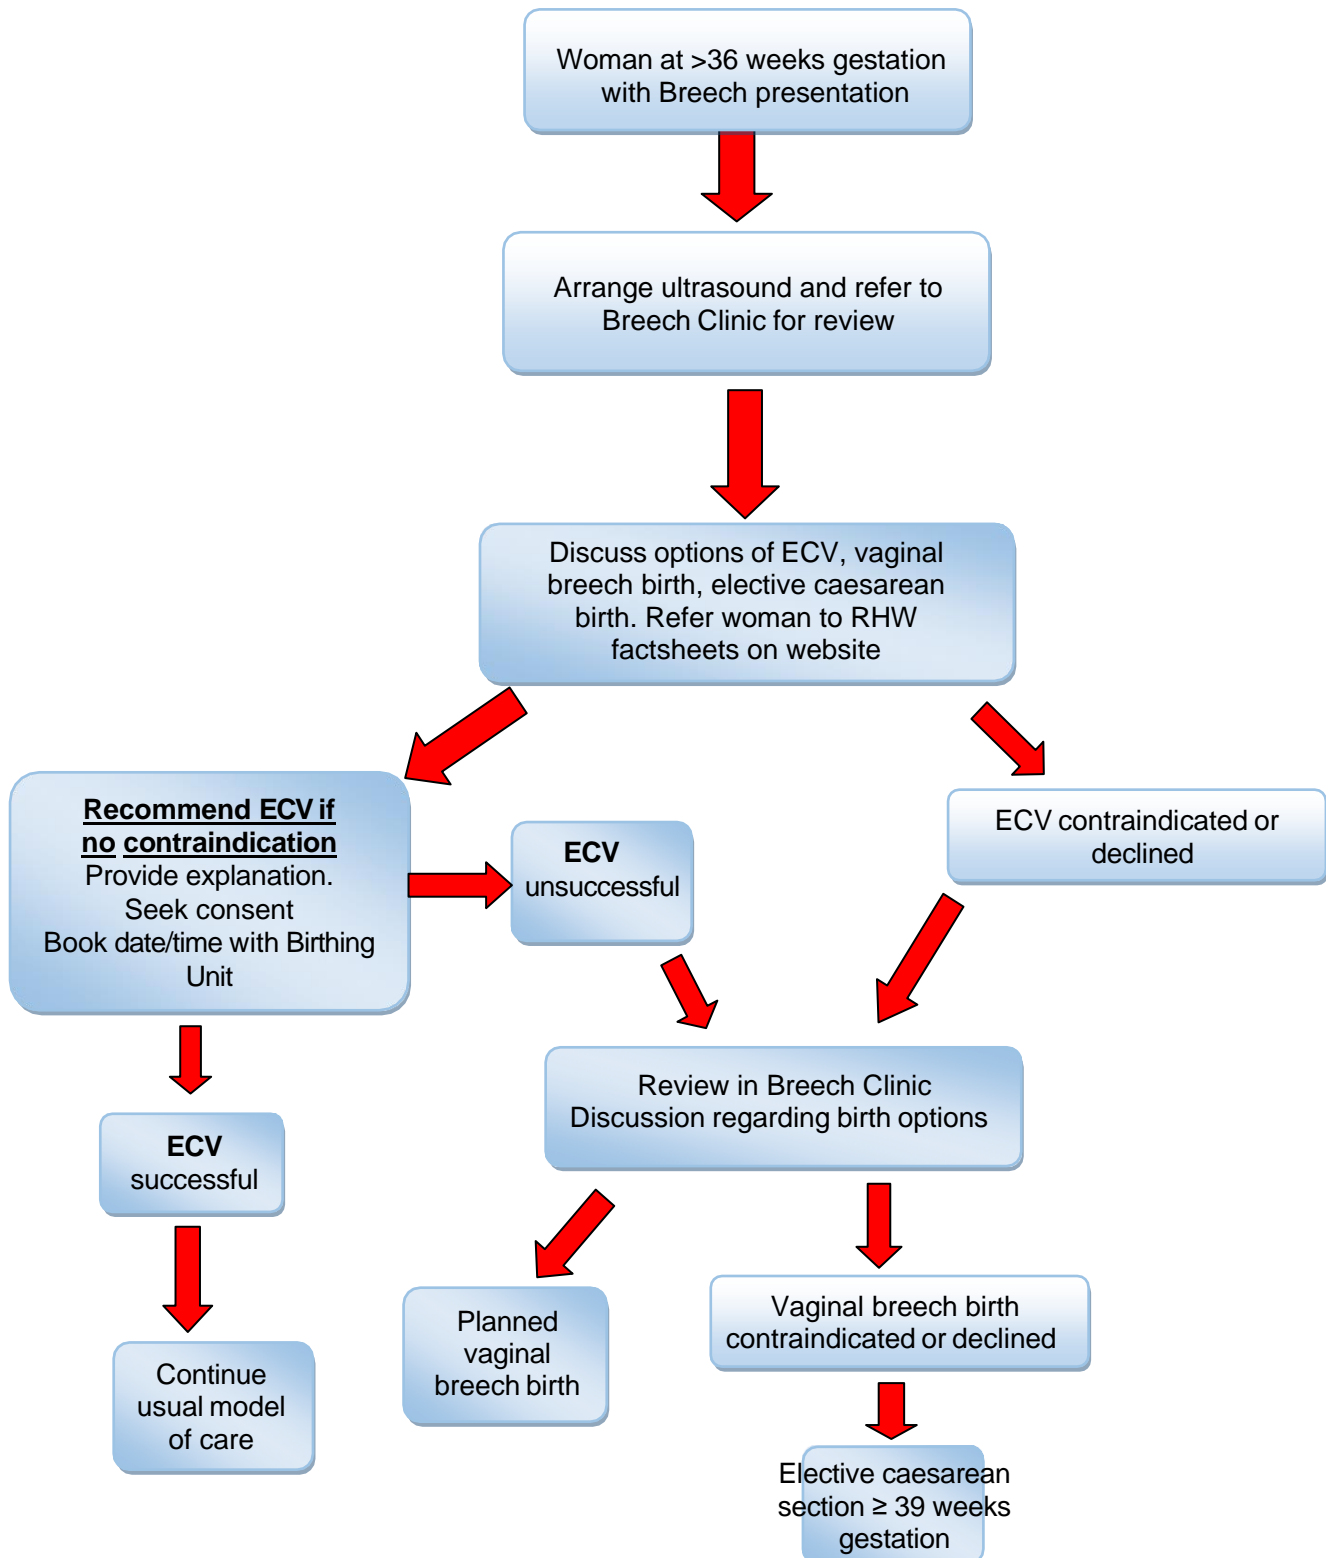 Woman at >36 weeks gestation
with Breech presentation
Arrange ultrasound and refer to
Breech Clinic for review
Discuss options of ECV, vaginal
breech birth, elective caesarean
birth. Refer woman to RHW
factsheets on website
Recommend ECV if
no contraindication
Provide explanation.
Seek consent
Book date/time with Birthing
Unit
ECV
unsuccessful
ECV contraindicated or
declined
Review in Breech Clinic
Discussion regarding birth options
ECV
successful
Planned
vaginal
breech birth
Vaginal breech birth
contraindicated or declined
Continue
usual model
of care
Elective caesarean
section ≥ 39 weeks
gestation